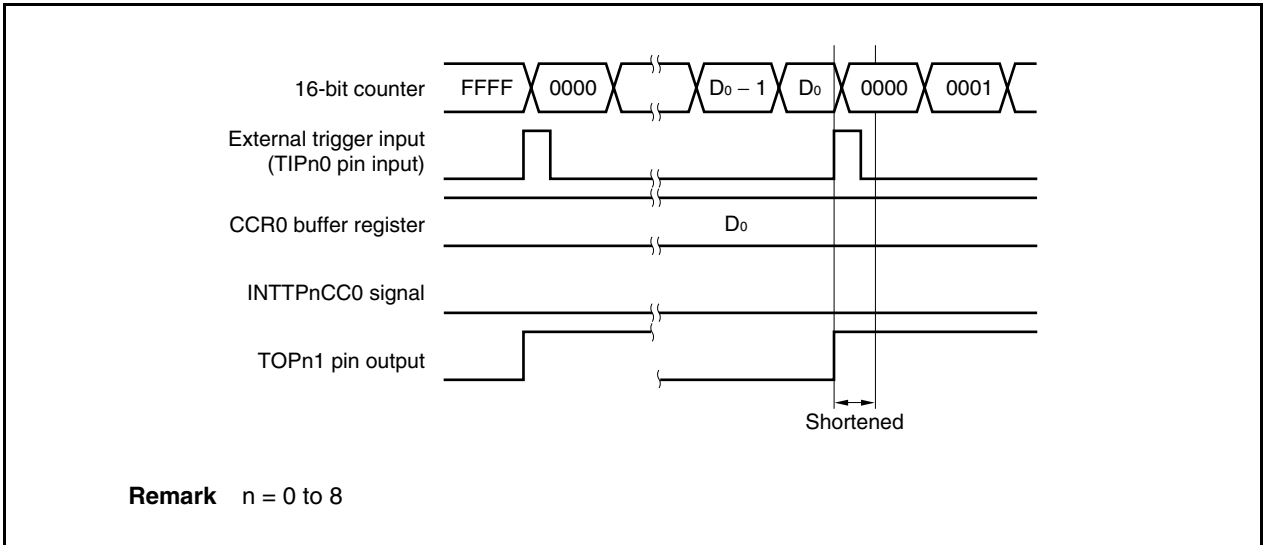 16-bit counter FFFF 0000 D0 − 1 D0 0000 0001
External trigger input
(TIPn0 pin input)
CCR0 buffer register D0
INTTPnCC0 signal
TOPn1 pin output
Shortened
Remark n = 0 to 8